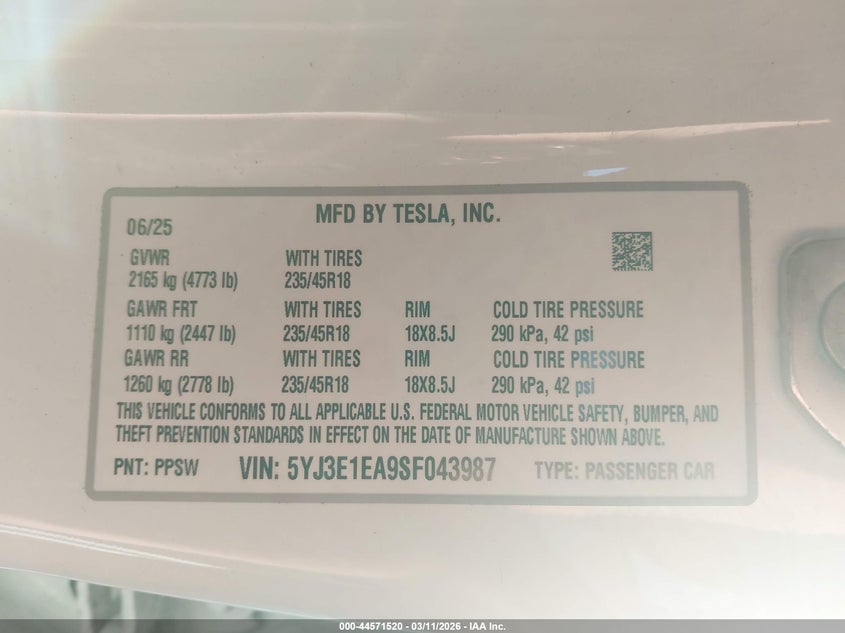 MFD BY TESLA, INC.
06/25
GVWR WITH TIRES
2165 kg (4773 lb) 235/45R18
GAWR FRT WITH TIRES RIM COLD TIRE PRESSURE
1110 kg (2447 lb) 235/45R18 18X8.5J 290 kPa, 42 psi
GAWR RR WITH TIRES RIM COLD TIRE PRESSURE
1260 kg (2778 lb) 235/45R18 18X8.5J 290 kPa, 42 psi
THIS VEHICLE CONFORMS TO ALL APPLICABLE U.S. FEDERAL MOTOR VEHICLE SAFETY, BUMPER, AND
THEFT PREVENTION STANDARDS IN EFFECT ON THE DATE OF MANUFACTURE SHOWN ABOVE.
PNT: PPSW VIN: 5YJ3E1EA9SF043987 TYPE: PASSENGER CAR
000-44571520 - 03/11/2026 - IAA Inc.